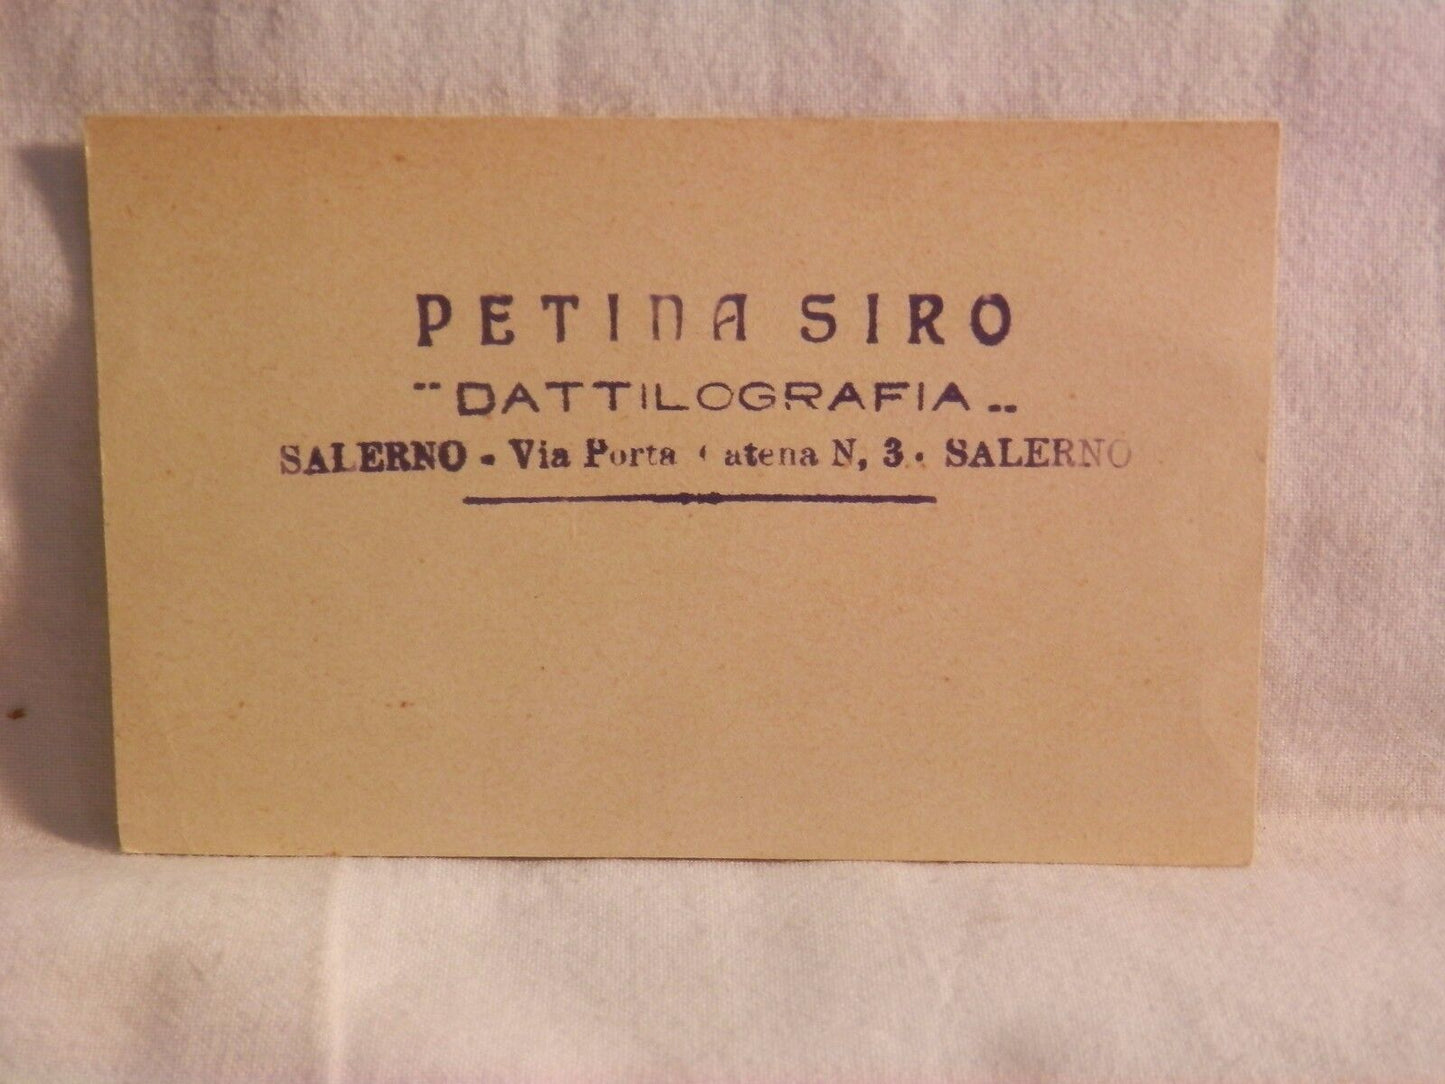 PETINA SIRO
"DATTILOGRAFIA„
SALERNO - Via Porta Catena N, 3 · SALERNO